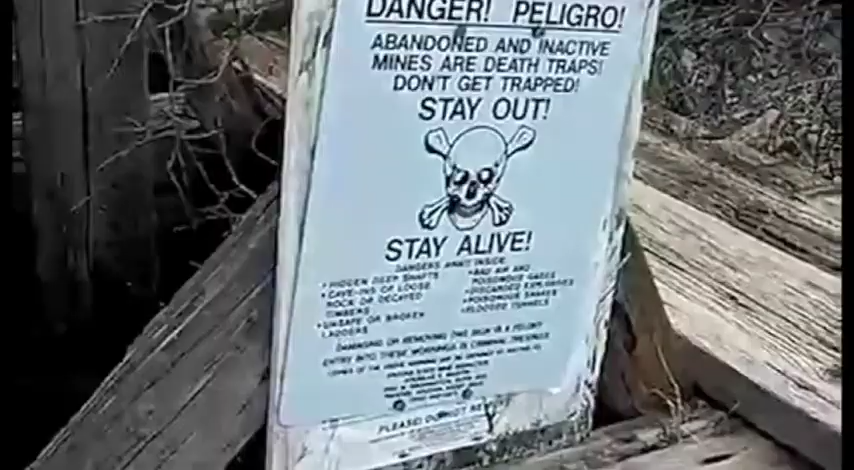 DANGER! PELIGRO!
ABANDONED AND INACTIVE
MINES ARE DEATH TRAPS!
DON'T GET TRAPPED!
STAY OUT!
STAY ALIVE!
DANGERS AWAIT INSIDE
• HIDDEN DEEP SHAFTS
• CAVE-INS OF LOOSE
ROCK OR DECAYED
TIMBERS
• UNSAFE OR BROKEN
LADDERS
• BAD AIR AND
POISONOUS GASES
• DISCARDED EXPLOSIVES
• POISONOUS SNAKES
• FLOODED TUNNELS
DAMAGING OR REMOVING THIS SIGN IS A FELONY
ENTRY INTO THESE WORKINGS IS CRIMINAL TRESPASS
PLEASE DO NOT